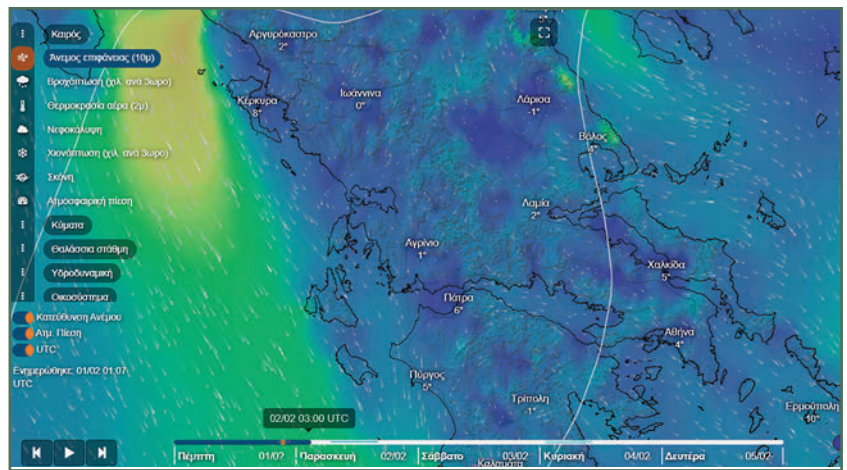 Καιρός
Άνεμος επιφάνειας (10μ)
Βροχόπτωση (χιλ. ανά 3ωρο)
Θερμοκρασία αέρα (2μ)
Νεφοκάλυψη
Χιονόπτωση (χιλ. ανά 3ωρο)
Σκόνη
Ατμοσφαιρική πίεση
Κύματα
Θαλάσσια στάθμη
Υδροδυναμική
Οικοσύστημα
Κατεύθυνση Ανέμου
Ατμ. Πίεση
UTC
Ενημερώθηκε: 01/02 01:07
UTC
5°
Αργυρόκαστρο
2°
Κέρκυρα
8°
Ιωάννινα
0°
Λάρισα
-1°
Βόλος
4°
Λαμία
2°
Αγρίνιο
1°
Χαλκίδα
5°
Πάτρα
6°
Αθήνα
4°
Πύργος
5°
Τρίπολη
-1°
Ερμούπολη
10°
Καλαμάτα
02/02 03:00 UTC
Πέμπτη 01/02 Παρασκευή 02/02 Σάββατο 03/02 Κυριακή 04/02 Δευτέρα 05/02